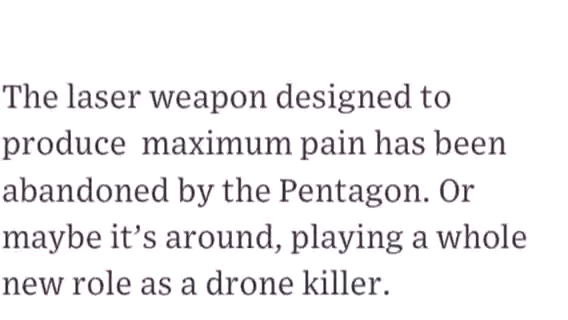 The laser weapon designed to
produce  maximum pain has been
abandoned by the Pentagon. Or
maybe it’s around, playing a whole
new role as a drone killer.